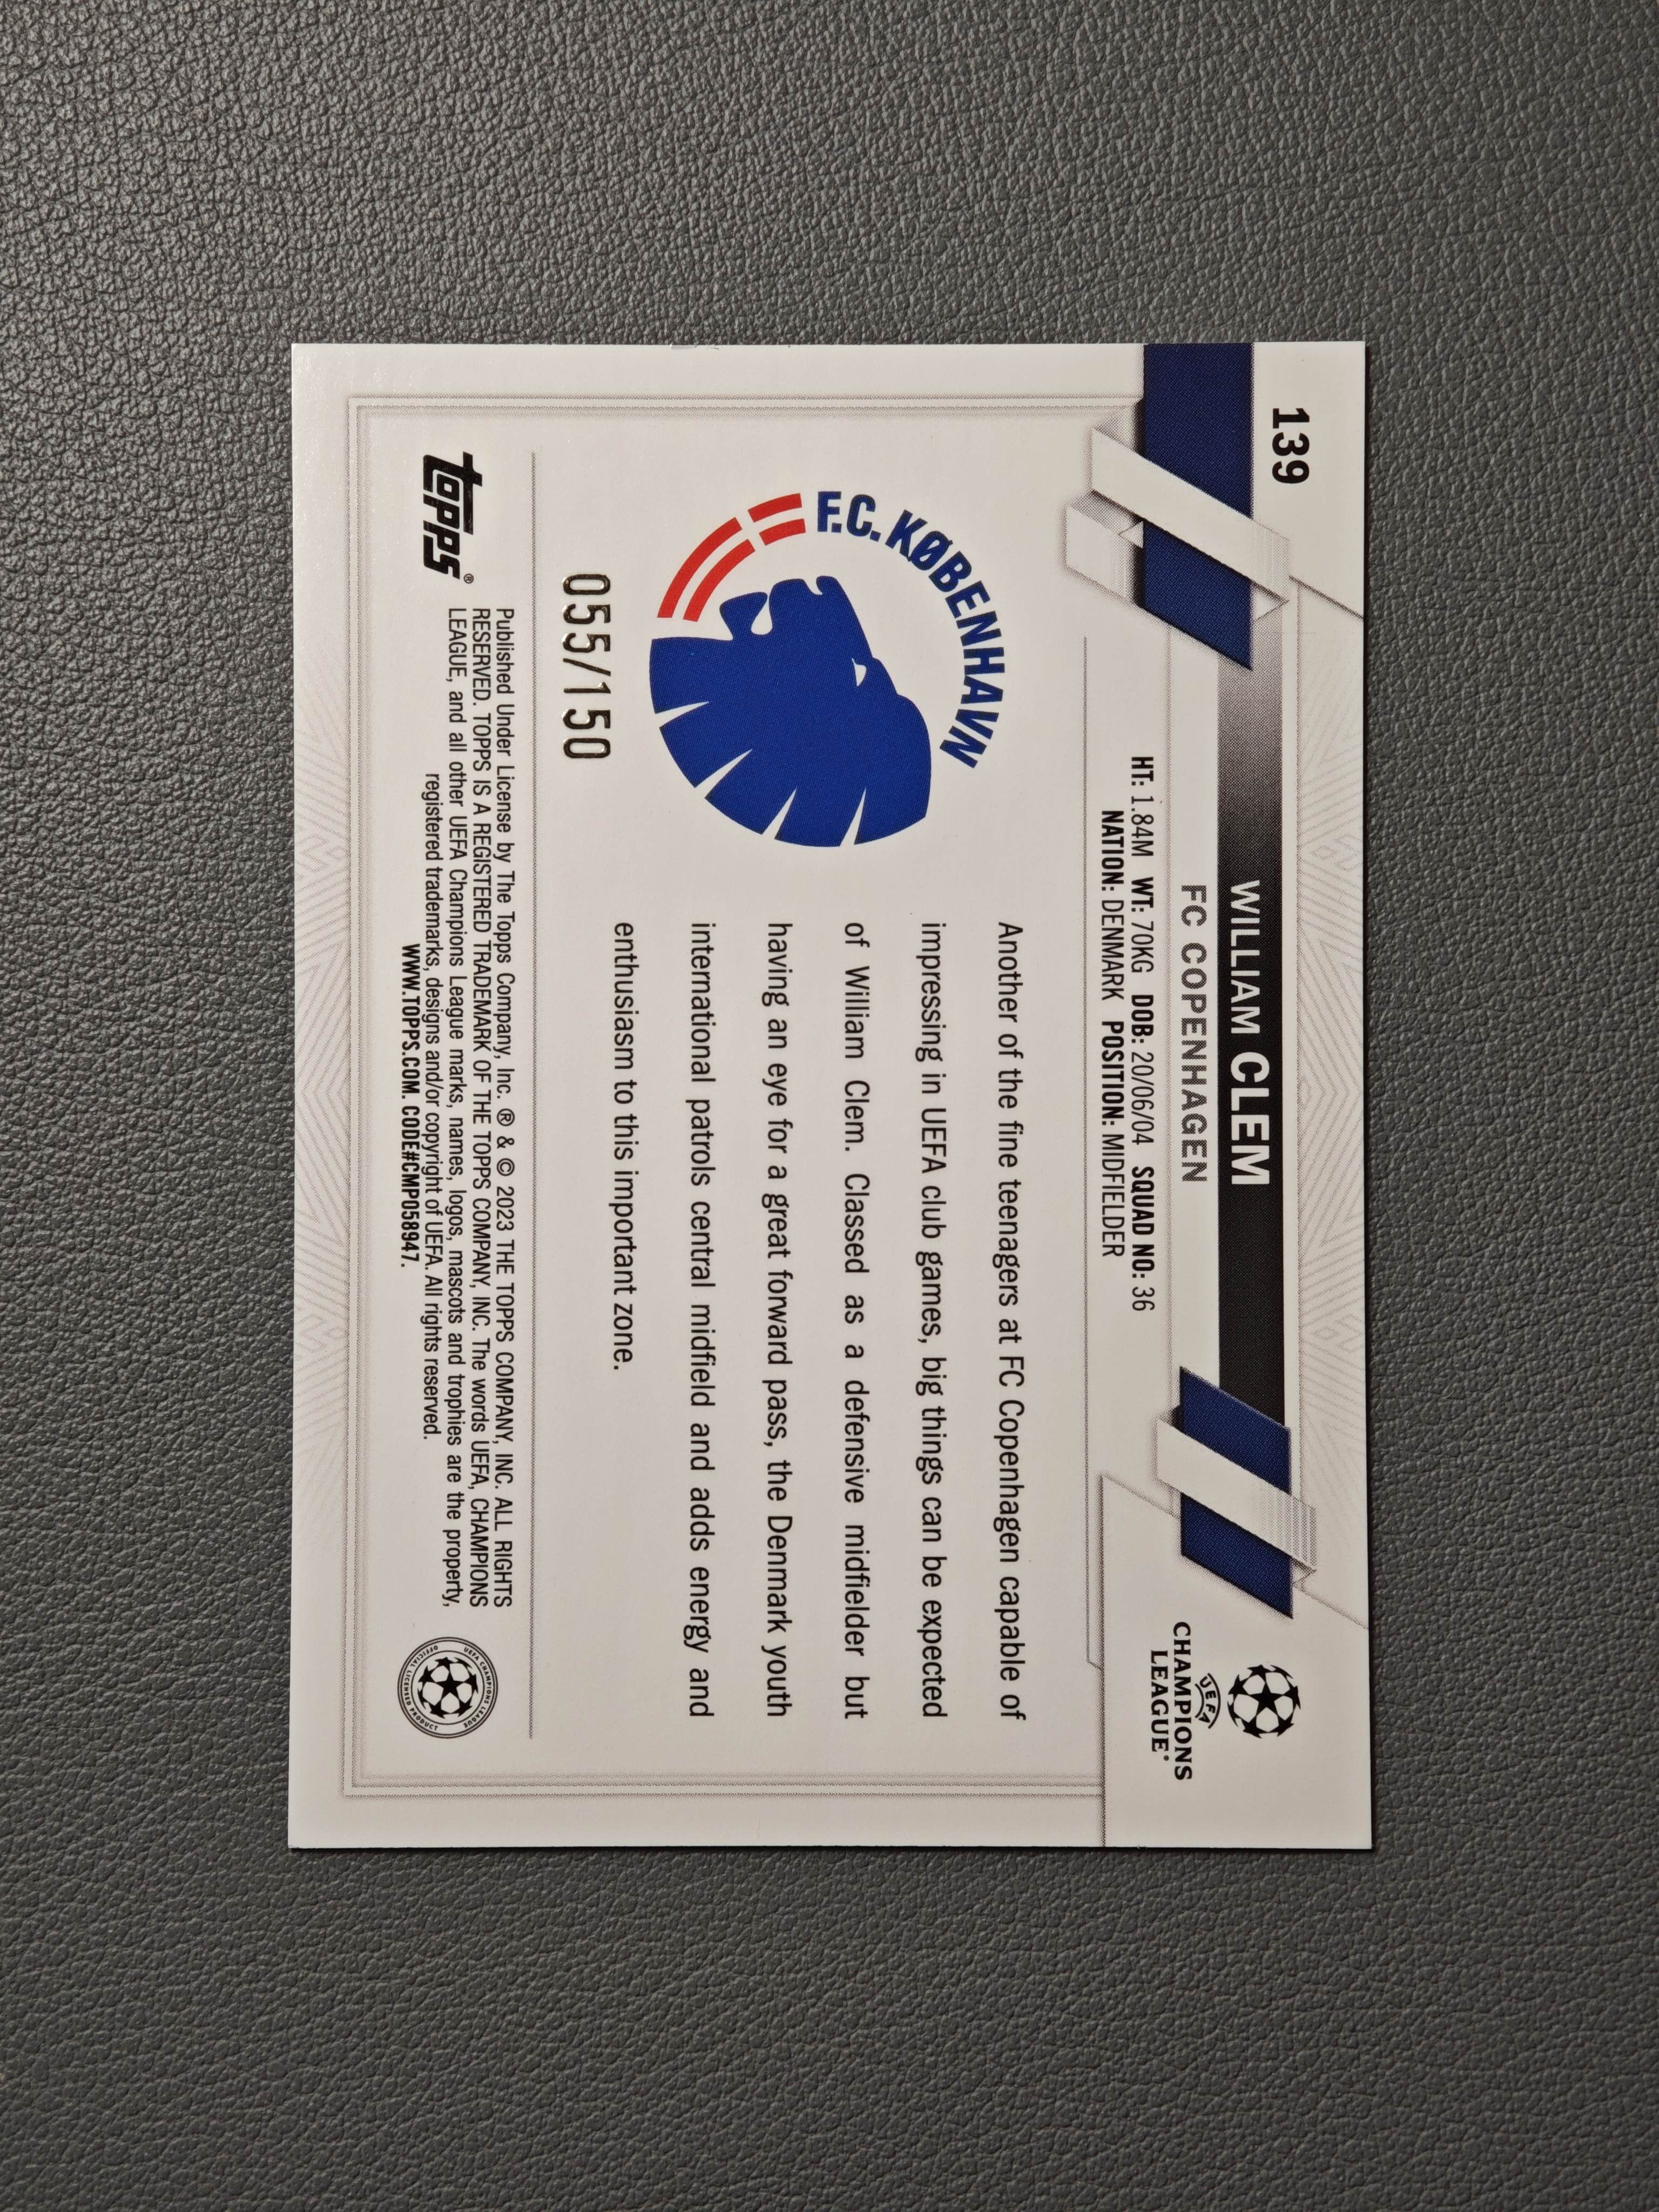 139
WILLIAM CLEM
FC COPENHAGEN
UEFA
CHAMPIONS
LEAGUE®
HT: 1.84M WT: 70KG DOB: 20/06/04 SQUAD NO: 36
NATION: DENMARK POSITION: MIDFIELDER
F.C. KØBENHAVN
Another of the fine teenagers at FC Copenhagen capable of
impressing in UEFA club games, big things can be expected
of William Clem. Classed as a defensive midfielder but
having an eye for a great forward pass, the Denmark youth
international patrols central midfield and adds energy and
enthusiasm to this important zone.
055/150
topps®
Published Under License by The Topps Company, Inc. ® & © 2023 THE TOPPS COMPANY, INC. ALL RIGHTS
RESERVED. TOPPS IS A REGISTERED TRADEMARK OF THE TOPPS COMPANY, INC. The words UEFA, CHAMPIONS
LEAGUE, and all other UEFA Champions League marks, names, logos, mascots and trophies are the property,
registered trademarks, designs and/or copyright of UEFA. All rights reserved.
WWW.TOPPS.COM. CODE#CMP058947.
UEFA CHAMPIONS LEAGUE
OFFICIAL LICENSED PRODUCT